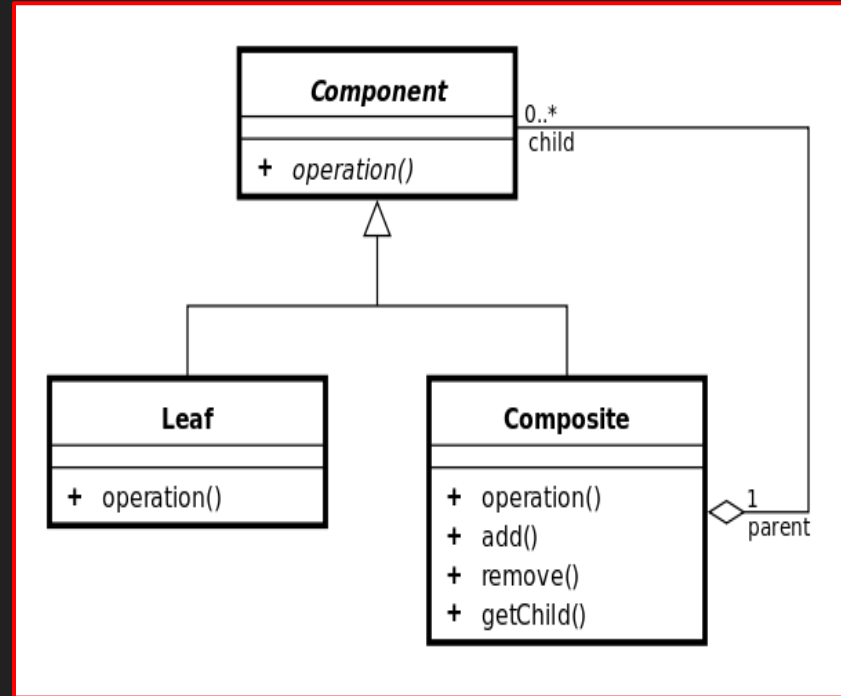 Component
+ operation()
0..*
child
Leaf
+ operation()
Composite
+ operation()
+ add()
+ remove()
+ getChild()
1
parent